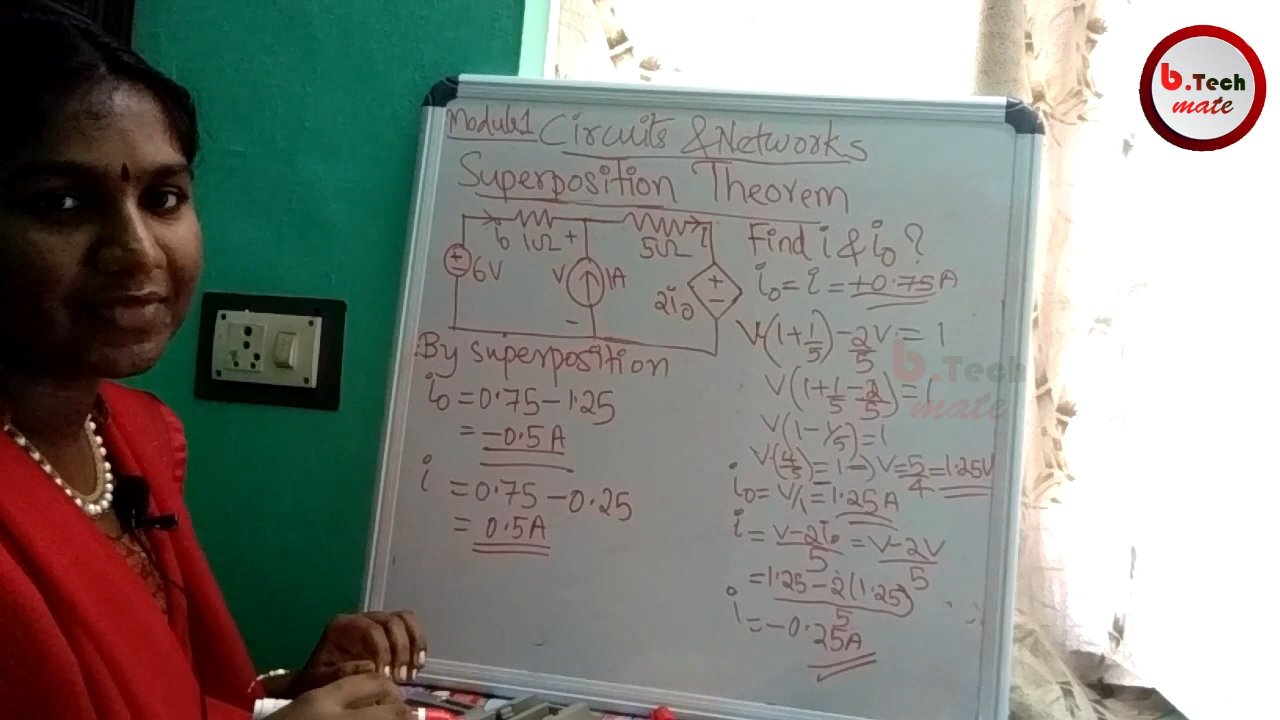 b.Tech
mate
Module1 Circuits & Networks
Superposition Theorem
6V
i0 1Ω +
V
-
1A
5Ω i
2i0
+
-
Find i & i0 ?
i0 = i = +0.75A
V(1+1/5) - 2V/5 = 1
V(1+1/5-2/5) = 1
V(1-1/5) = 1
V(4/5) = 1 → V = 5/4 = 1.25V
i0 = V/1 = 1.25A
i = V-2i0/5 = V-2V/5
= 1.25-2(1.25)/5
i = -0.25A
By superposition
i0 = 0.75-1.25
= -0.5A
i = 0.75-0.25
= 0.5A
b.Tech
mate